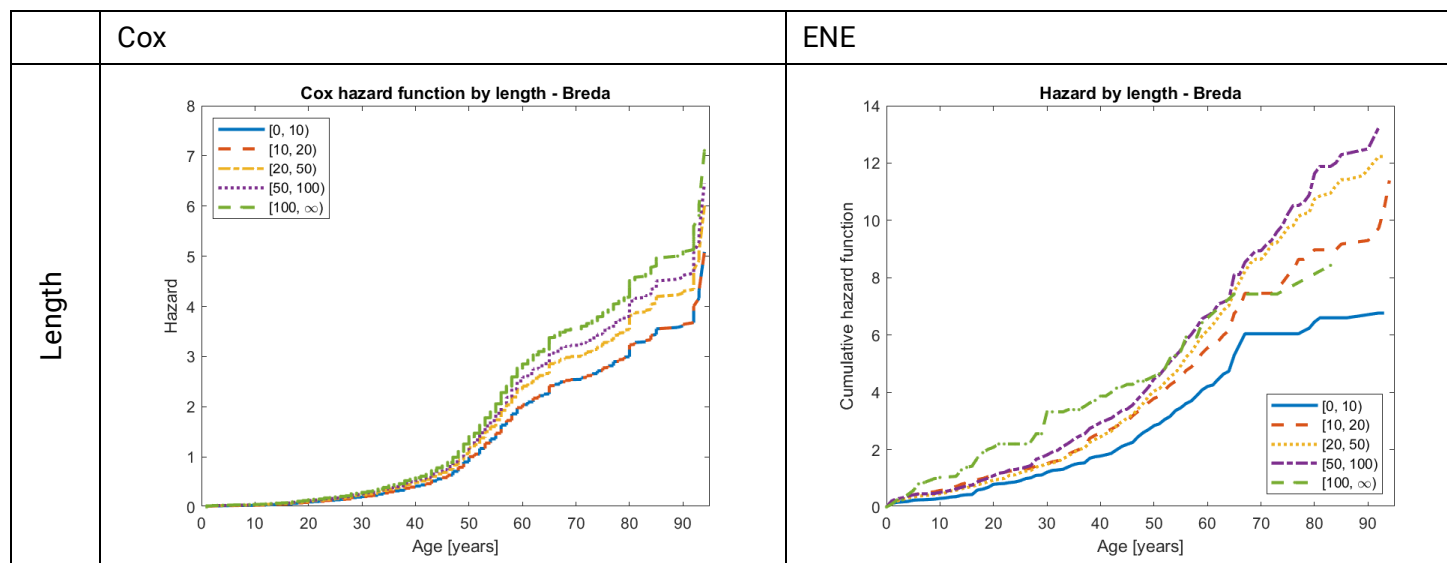 Cox
ENE
Length
Cox hazard function by length - Breda
Hazard
8
7
6
5
4
3
2
1
0
[0, 10)
[10, 20)
[20, 50)
[50, 100)
[100, ∞)
0 10 20 30 40 50 60 70 80 90
Age [years]
Hazard by length - Breda
Cumulative hazard function
14
12
10
8
6
4
2
0
[0, 10)
[10, 20)
[20, 50)
[50, 100)
[100, ∞)
0 10 20 30 40 50 60 70 80 90
Age [years]